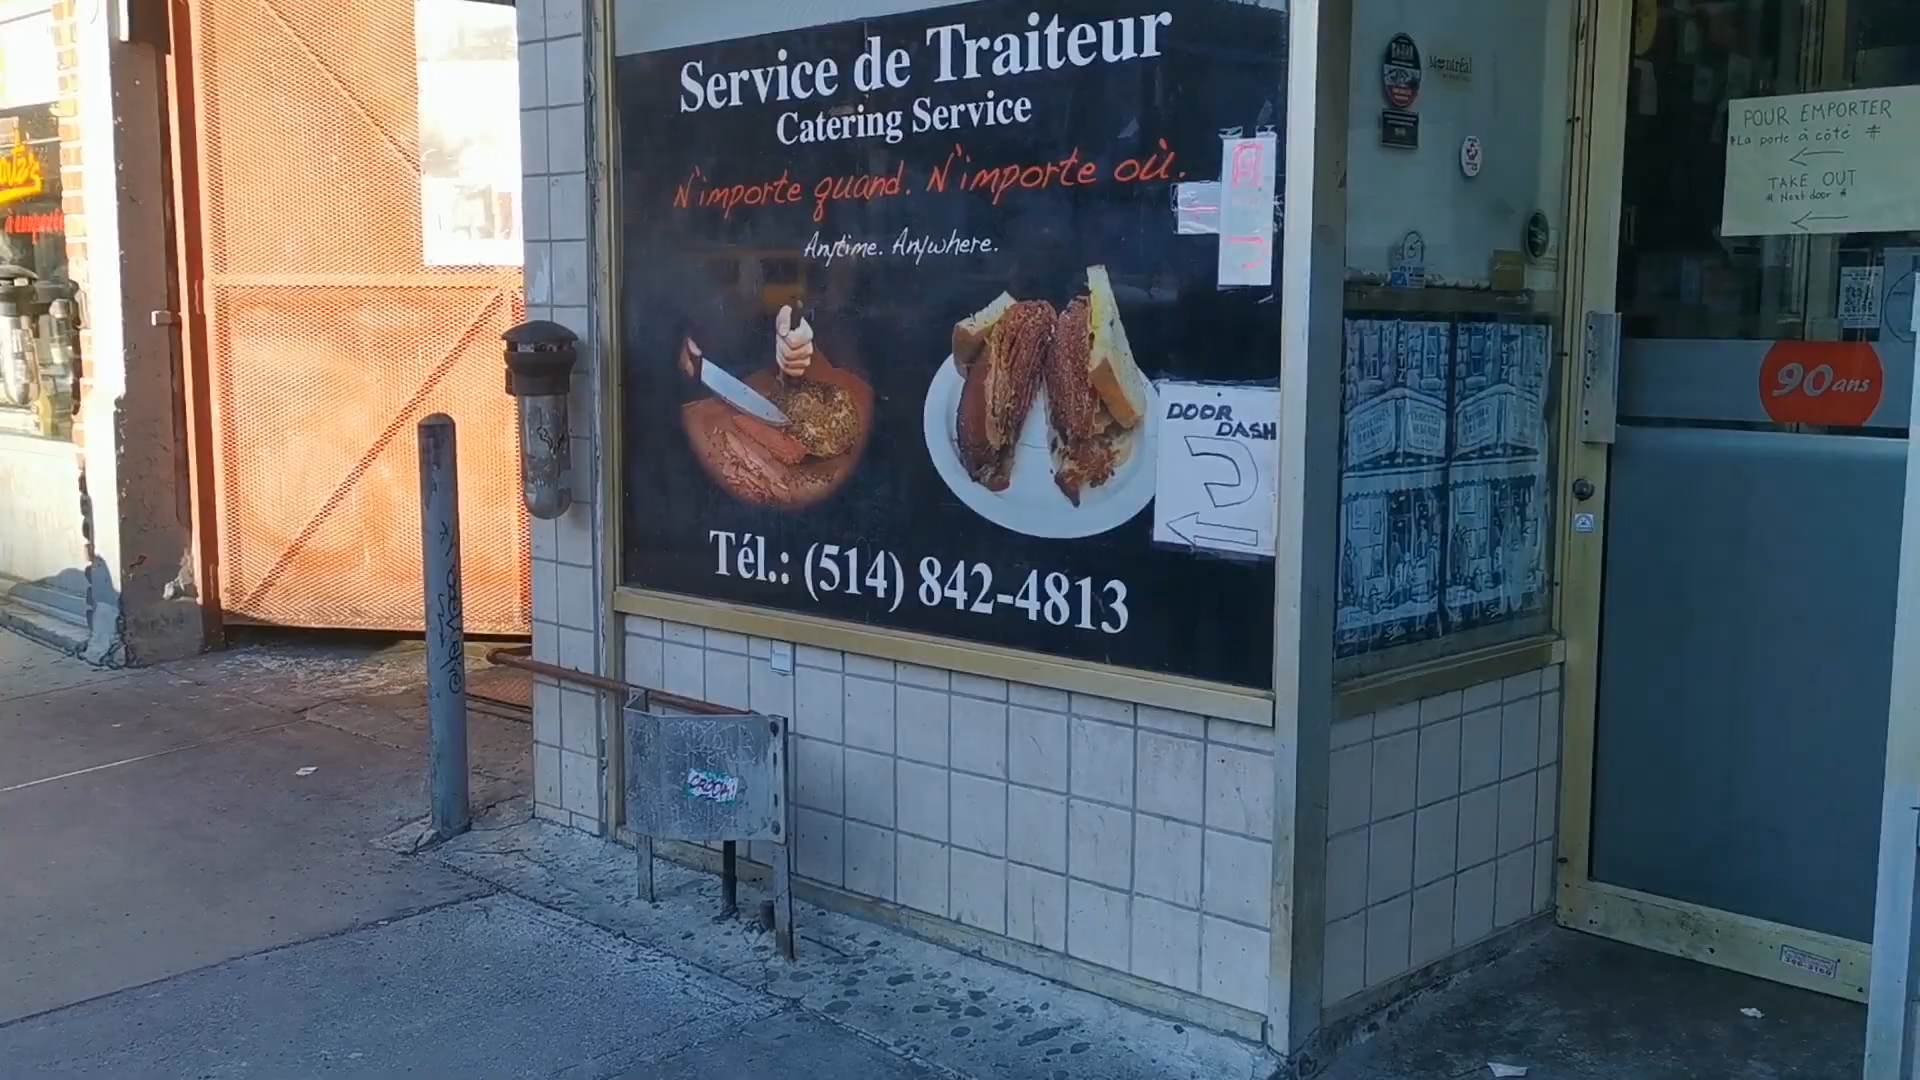 Service de Traiteur
Catering Service
N'importe quand. N'importe où.
Anytime. Anywhere.
Tél.: (514) 842-4813
DOOR
DASH
Montréal
POUR EMPORTER
La porte à côté
TAKE OUT
Next door
90ans